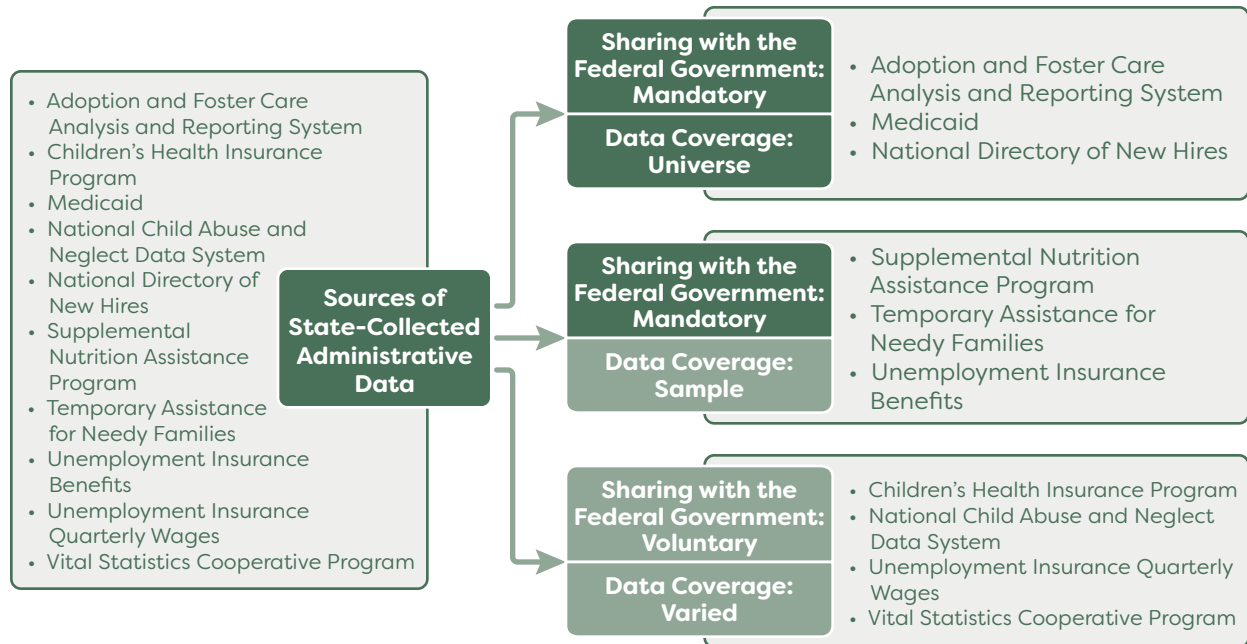 • Adoption and Foster Care
Analysis and Reporting System
• Children's Health Insurance
Program
• Medicaid
• National Child Abuse and
Neglect Data System
• National Directory of
New Hires
• Supplemental
Nutrition Assistance
Program
• Temporary Assistance
for Needy Families
• Unemployment Insurance
Benefits
• Unemployment Insurance
Quarterly Wages
• Vital Statistics Cooperative Program
Sources of
State-Collected
Administrative
Data
Sharing with the
Federal Government:
Mandatory
Data Coverage:
Universe
• Adoption and Foster Care
Analysis and Reporting System
• Medicaid
• National Directory of New Hires
Sharing with the
Federal Government:
Mandatory
Data Coverage:
Sample
• Supplemental Nutrition
Assistance Program
• Temporary Assistance for
Needy Families
• Unemployment Insurance
Benefits
Sharing with the
Federal Government:
Voluntary
Data Coverage:
Varied
• Children's Health Insurance Program
• National Child Abuse and Neglect
Data System
• Unemployment Insurance Quarterly
Wages
• Vital Statistics Cooperative Program